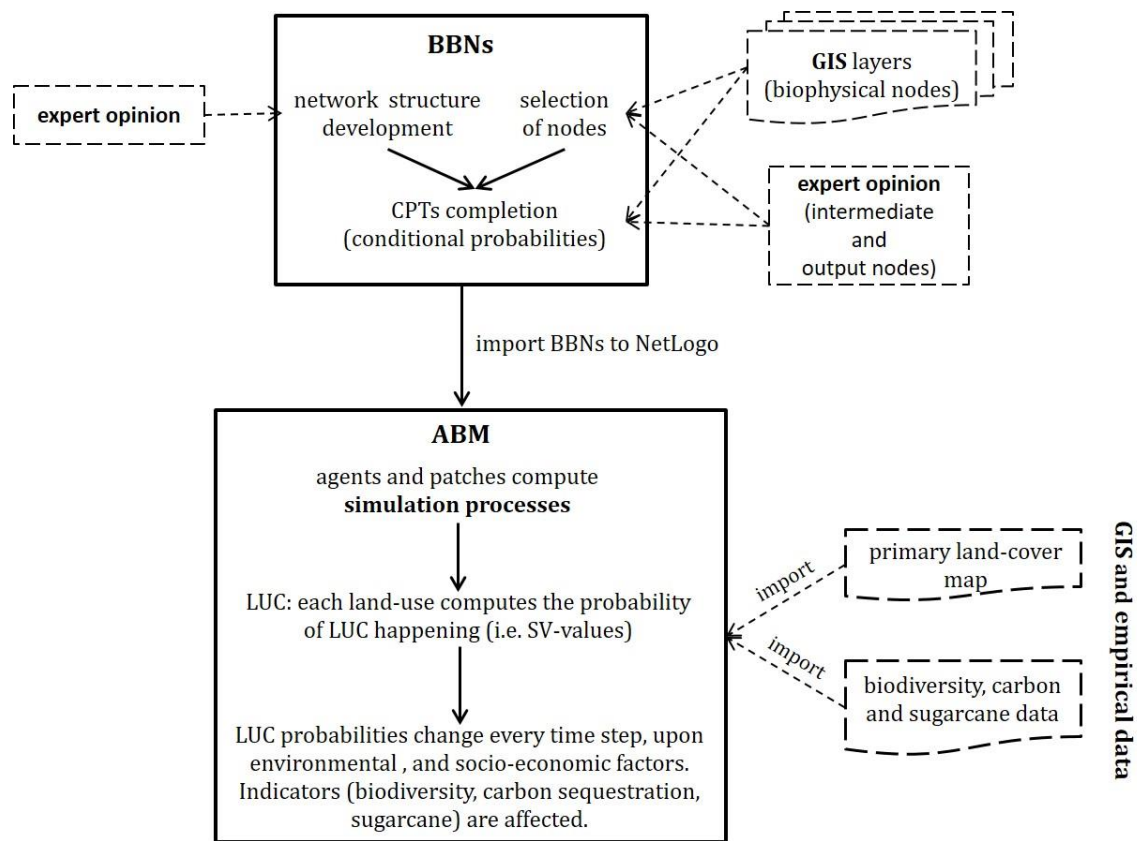 BBNs
expert opinion
network structure
development
selection
of nodes
CPTs completion
(conditional probabilities)
GIS layers
(biophysical nodes)
expert opinion
(intermediate
and
output nodes)
import BBNs to NetLogo
ABM
agents and patches compute
simulation processes
LUC: each land-use computes the probability
of LUC happening (i.e. SV-values)
LUC probabilities change every time step, upon
environmental , and socio-economic factors.
Indicators (biodiversity, carbon sequestration,
sugarcane) are affected.
import
import
primary land-cover
map
biodiversity, carbon
and sugarcane data
GIS and empirical data